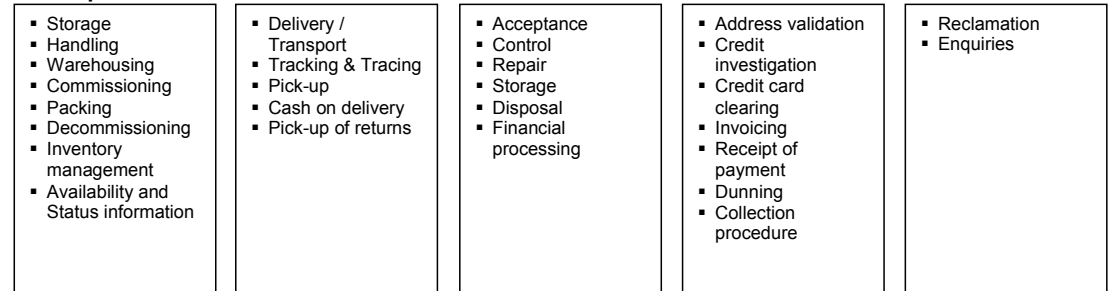 ▪ Storage
▪ Handling
▪ Warehousing
▪ Commissioning
▪ Packing
▪ Decommissioning
▪ Inventory
management
▪ Availability and
Status information
▪ Delivery /
Transport
▪ Tracking & Tracing
▪ Pick-up
▪ Cash on delivery
▪ Pick-up of returns
▪ Acceptance
▪ Control
▪ Repair
▪ Storage
▪ Disposal
▪ Financial
processing
▪ Address validation
▪ Credit
investigation
▪ Credit card
clearing
▪ Invoicing
▪ Receipt of
payment
▪ Dunning
▪ Collection
procedure
▪ Reclamation
▪ Enquiries